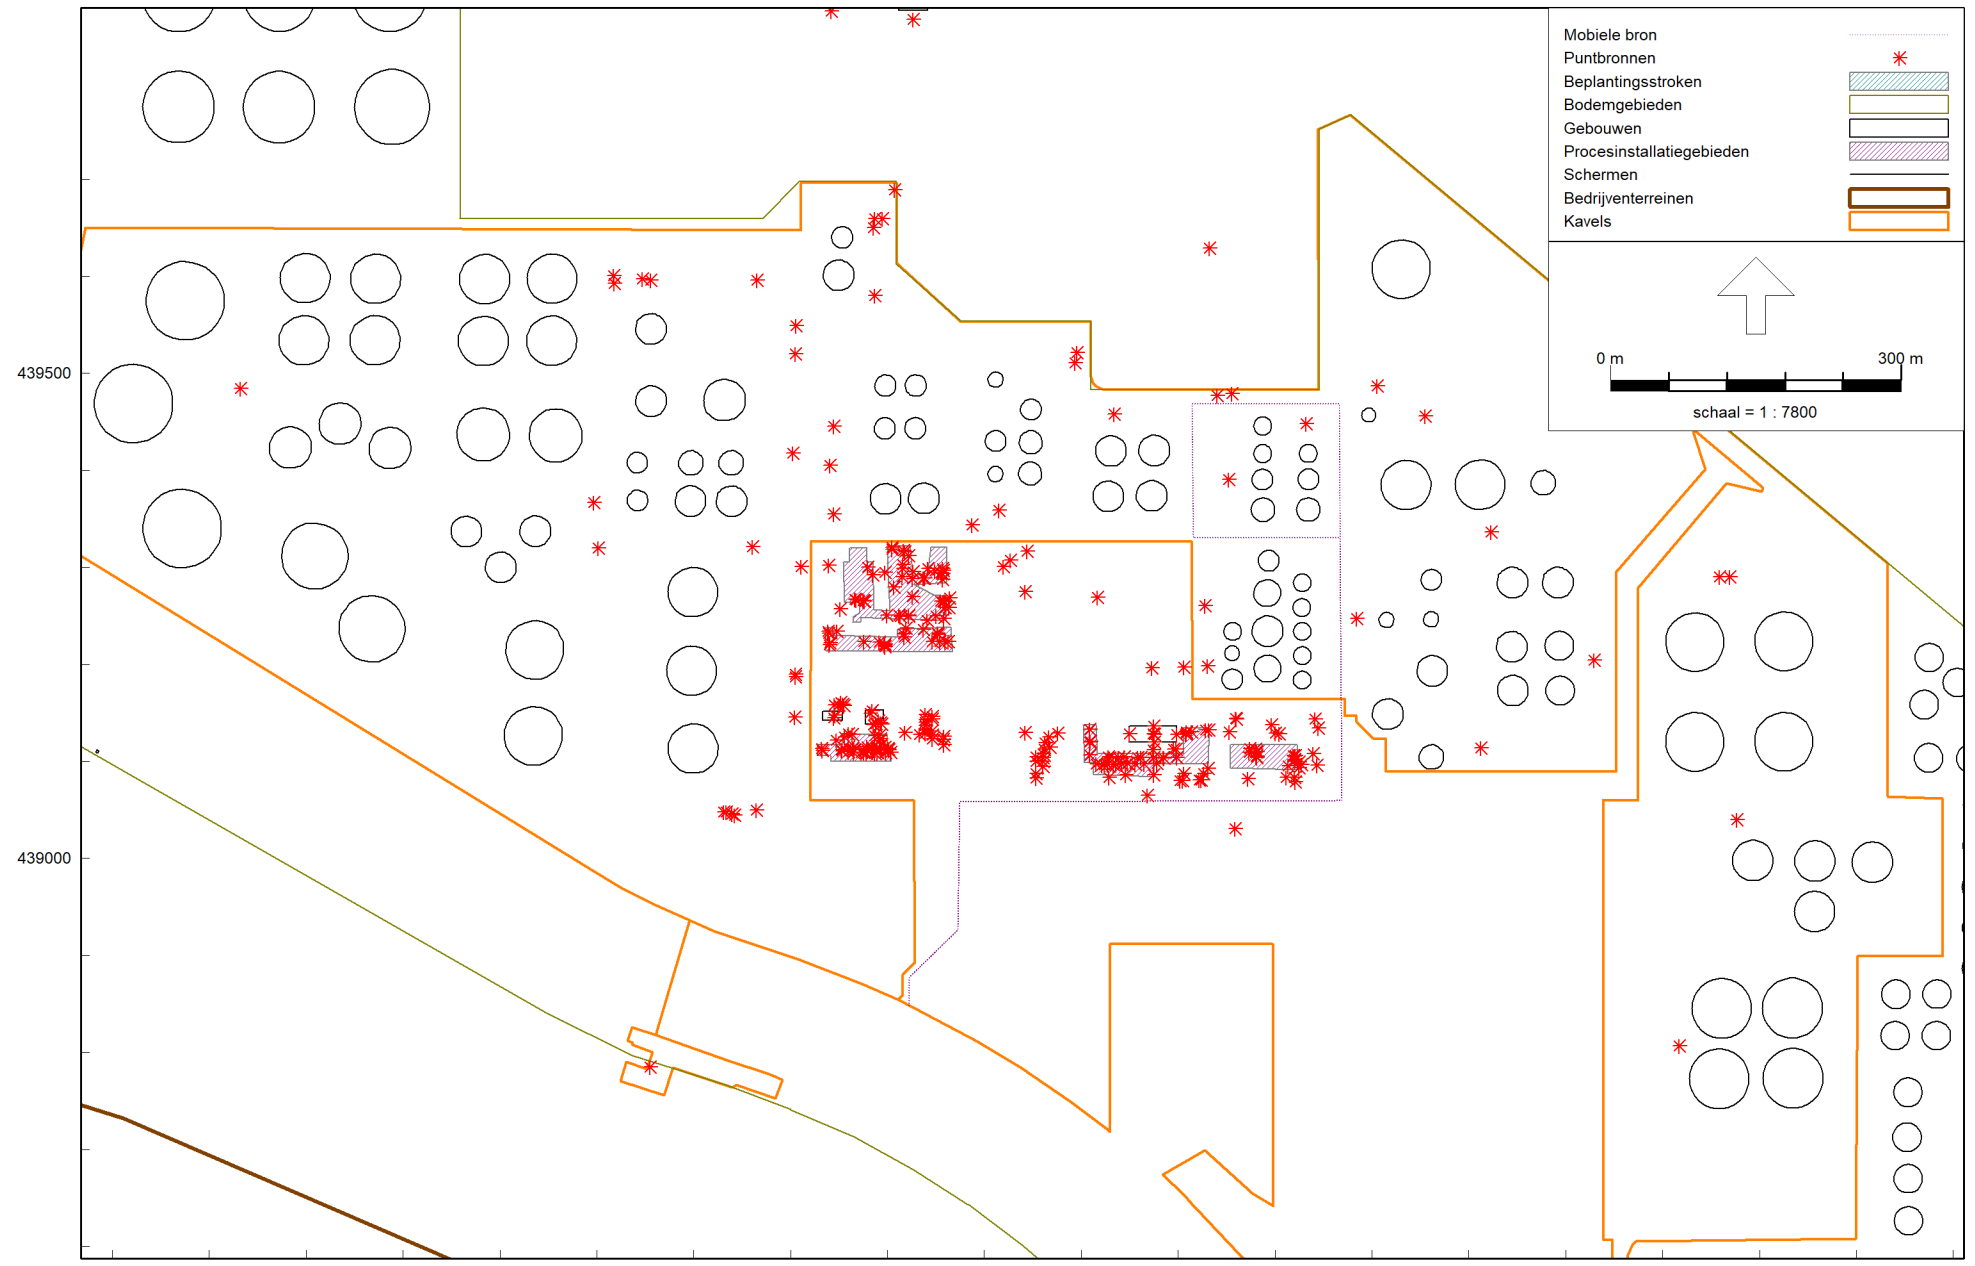 Mobiele bron
Puntbronnen
Beplantingsstroken
Bodemgebieden
Gebouwen
Procesinstallatiegebieden
Schermen
Bedrijventerreinen
Kavels
0 m 300 m
schaal = 1 : 7800
439500
439000